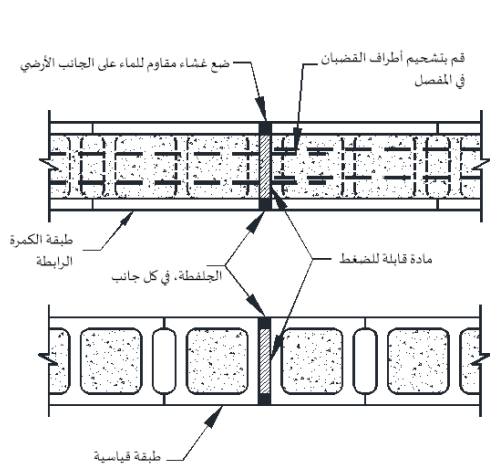 ضع غشاء مقاوم للماء على الجانب الأرضي
قم بتشحيم أطراف القضبان
في المفصل
طبقة الكمرة
الرابطة
الجلفطة، في كل جانب
مادة قابلة للضغط
طبقة قياسية